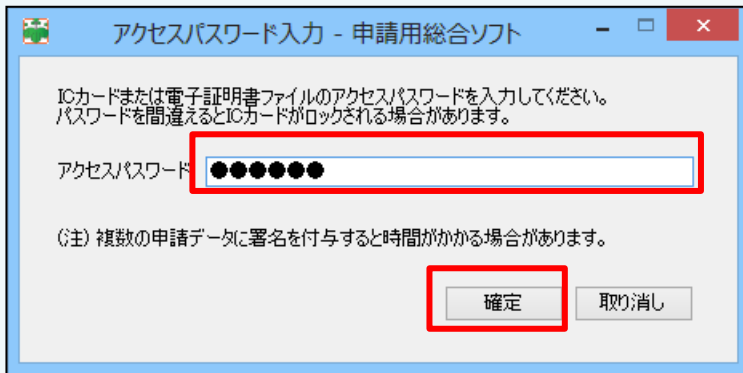 アクセスパスワード入力 - 申請用総合ソフト
ICカードまたは電子証明書ファイルのアクセスパスワードを入力してください。
パスワードを間違えるとICカードがロックされる場合があります。
アクセスパスワード ●●●●●●
(注) 複数の申請データに署名を付与すると時間がかかる場合があります。
確定 取り消し